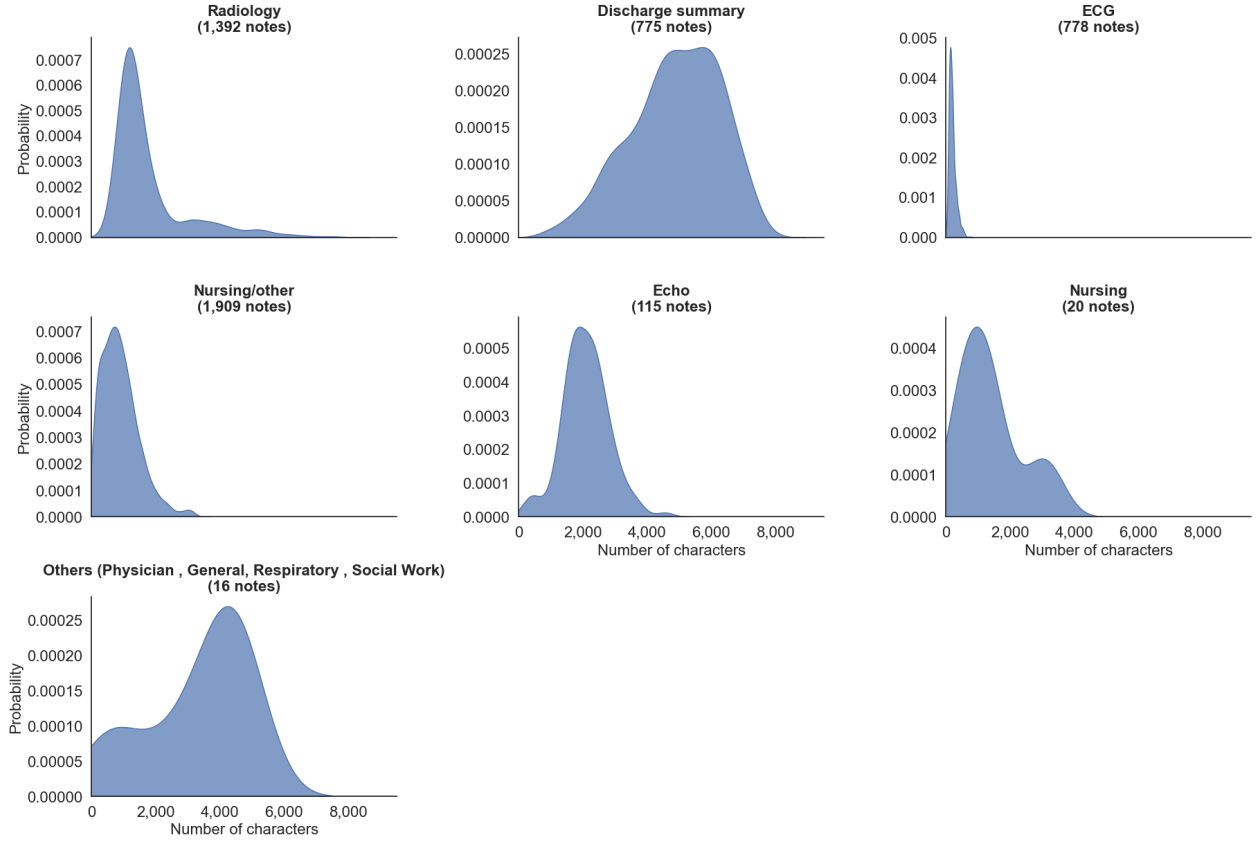 Radiology
(1,392 notes)
Discharge summary
(775 notes)
ECG
(778 notes)
Probability
0.0007
0.0006
0.0005
0.0004
0.0003
0.0002
0.0001
0.0000
0.00025
0.00020
0.00015
0.00010
0.00005
0.00000
0.005
0.004
0.003
0.002
0.001
0.000
Nursing/other
(1,909 notes)
Echo
(115 notes)
Nursing
(20 notes)
Probability
0.0007
0.0006
0.0005
0.0004
0.0003
0.0002
0.0001
0.0000
0.0005
0.0004
0.0003
0.0002
0.0001
0.0000
0 2,000 4,000 6,000 8,000
Number of characters
0.0004
0.0003
0.0002
0.0001
0.0000
0 2,000 4,000 6,000 8,000
Number of characters
Others (Physician , General, Respiratory , Social Work)
(16 notes)
Probability
0.00025
0.00020
0.00015
0.00010
0.00005
0.00000
0 2,000 4,000 6,000 8,000
Number of characters